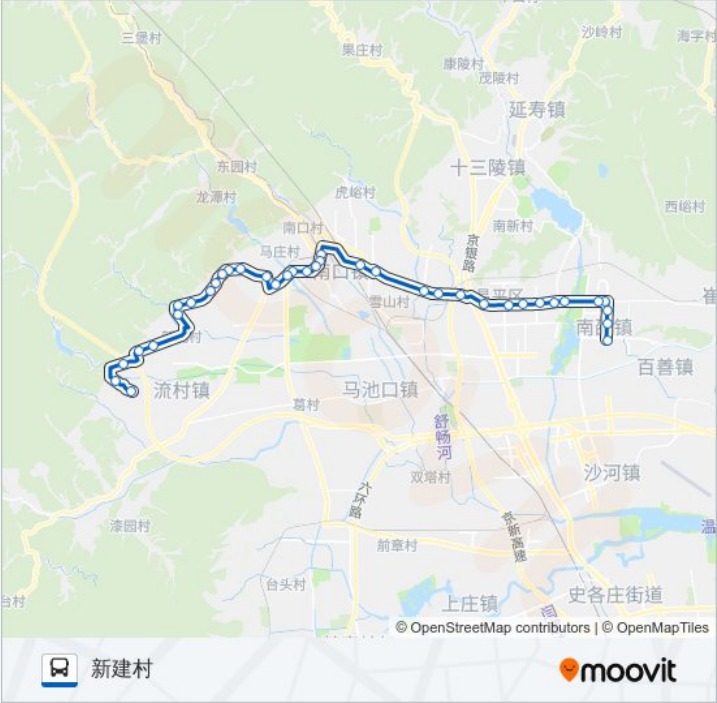 三堡村
果庄村
沙岭村
海字村
康陵村
茂陵村
延寿镇
东园村
十三陵镇
龙潭村
虎峪村
西峪村
南口村
南新村
马庄村
京银路
南口镇
昌平区
崔
雪山村
南邵镇
百善镇
流村镇
马池口镇
葛村
舒畅河
双塔村
沙河镇
六环路
漆园村
京新高速
温
前章村
台头村
台村
上庄镇
史各庄街道
闫
© OpenStreetMap contributors | © OpenMapTiles
新建村
moovit